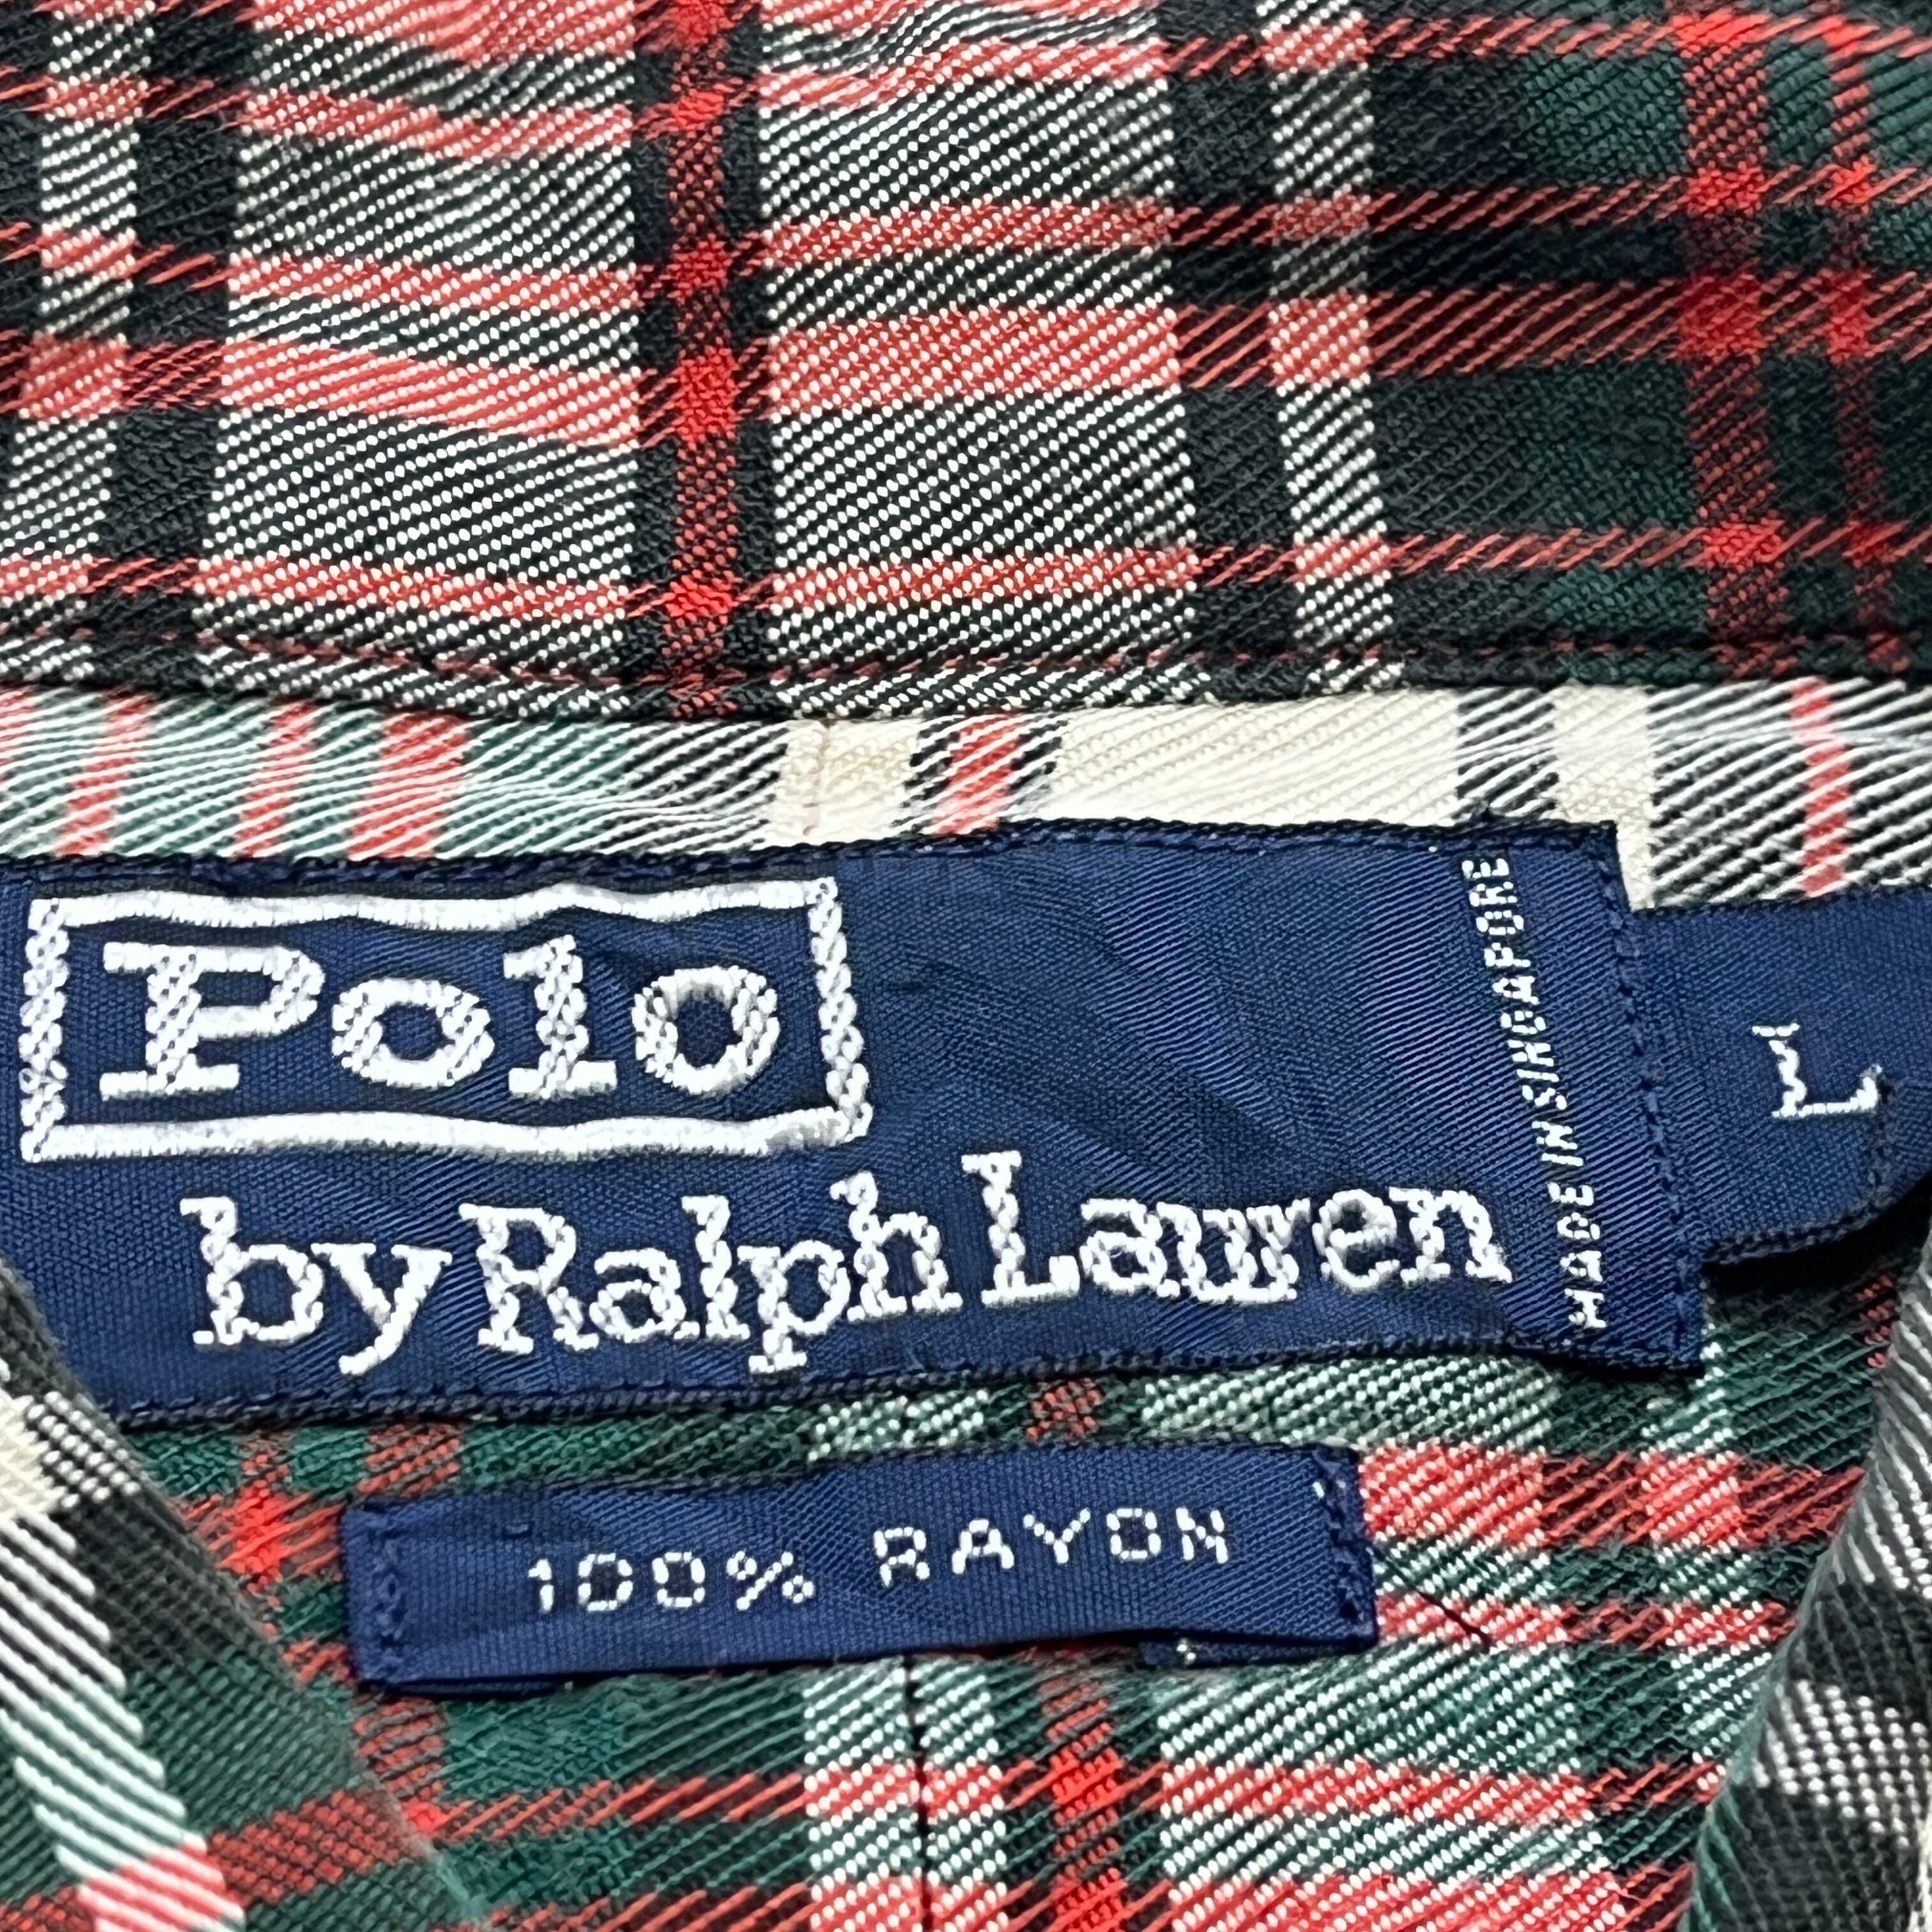 Polo
by Ralph Lauren
MADE IN SINGAPORE
L
100% RAYON